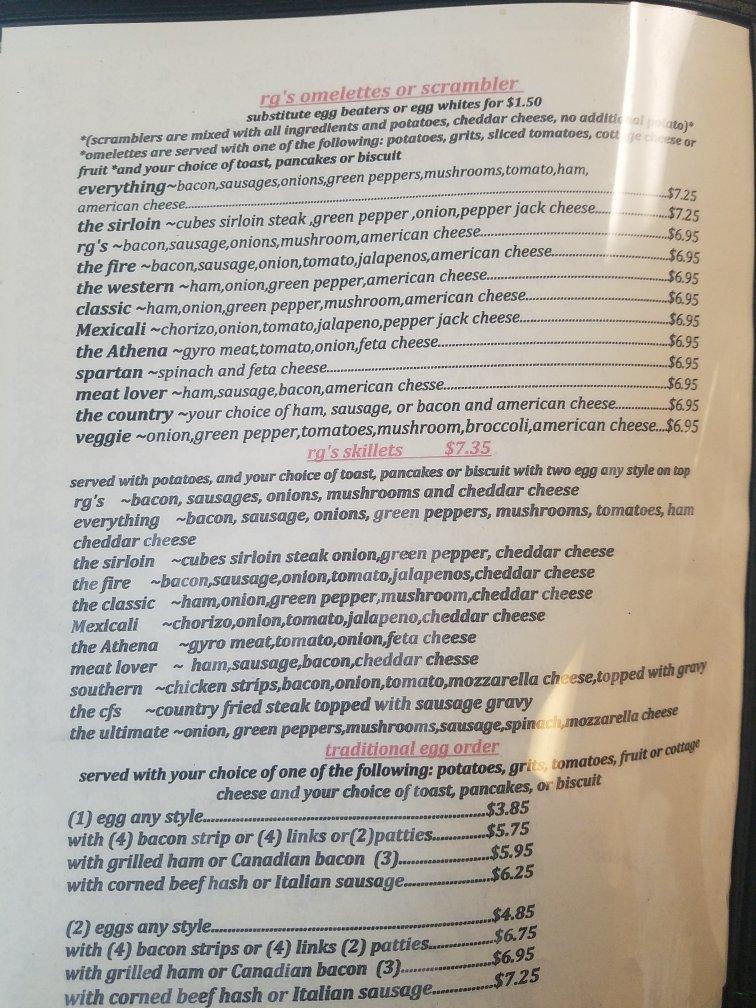 rg's omelettes or scrambler
substitute egg beaters or egg whites for $1.50
*(scramblers are mixed with all ingredients and potatoes, cheddar cheese, no additional potato)*
*omelettes are served with one of the following: potatoes, grits, sliced tomatoes, cottage cheese or
fruit *and your choice of toast, pancakes or biscuit
everything~bacon,sausages,onions,green peppers,mushrooms,tomato,ham,
american cheese....................$7.25
the sirloin ~cubes sirloin steak ,green pepper ,onion,pepper jack cheese....................$7.25
rg's ~bacon,sausage,onions,mushroom,american cheese....................$6.95
the fire ~bacon,sausage,onion,tomato,jalapenos,american cheese....................$6.95
the western ~ham,onion,green pepper,american cheese....................$6.95
classic ~ham,onion,green pepper,mushroom,american cheese....................$6.95
Mexicali ~chorizo,onion,tomato,jalapeno,pepper jack cheese....................$6.95
the Athena ~gyro meat,tomato,onion,feta cheese....................$6.95
spartan ~spinach and feta cheese....................$6.95
meat lover ~ham,sausage,bacon,american chesse....................$6.95
the country ~your choice of ham, sausage, or bacon and american cheese....................$6.95
veggie ~onion,green pepper,tomatoes,mushroom,broccoli,american cheese...$6.95
rg's skillets $7.35
served with potatoes, and your choice of toast, pancakes or biscuit with two egg any style on top
rg's ~bacon, sausages, onions, mushrooms and cheddar cheese
everything ~bacon, sausage, onions, green peppers, mushrooms, tomatoes, ham
cheddar cheese
the sirloin ~cubes sirloin steak onion,green pepper, cheddar cheese
the fire ~bacon,sausage,onion,tomato,jalapenos,cheddar cheese
the classic ~ham,onion,green pepper,mushroom,cheddar cheese
Mexicali ~chorizo,onion,tomato,jalapeno,cheddar cheese
the Athena ~gyro meat,tomato,onion,feta cheese
meat lover ~ ham,sausage,bacon,cheddar chesse
southern ~chicken strips,bacon,onion,tomato,mozzarella cheese,topped with gravy
the cfs ~country fried steak topped with sausage gravy
the ultimate ~onion, green peppers,mushrooms,sausage,spinach,mozzarella cheese
traditional egg order
served with your choice of one of the following: potatoes, grits, tomatoes, fruit or cottage
cheese and your choice of toast, pancakes, or biscuit
(1) egg any style....................$3.85
with (4) bacon strip or (4) links or(2)patties....................$5.75
with grilled ham or Canadian bacon (3)....................$5.95
with corned beef hash or Italian sausage....................$6.25
(2) eggs any style....................$4.85
with (4) bacon strips or (4) links (2) patties....................$6.75
with grilled ham or Canadian bacon (3)....................$6.95
with corned beef hash or Italian sausage....................$7.25